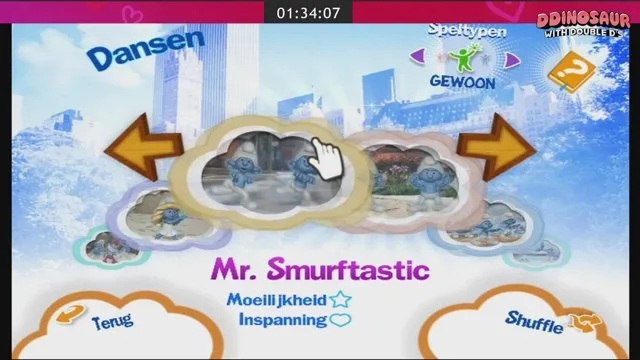 01:34:07
DDINOSAUR
WITH DOUBLE D'S
Dansen
Speltypen
GEWOON
?
Mr. Smurftastic
Moeilijkheid
Inspanning
Terug
Shuffle